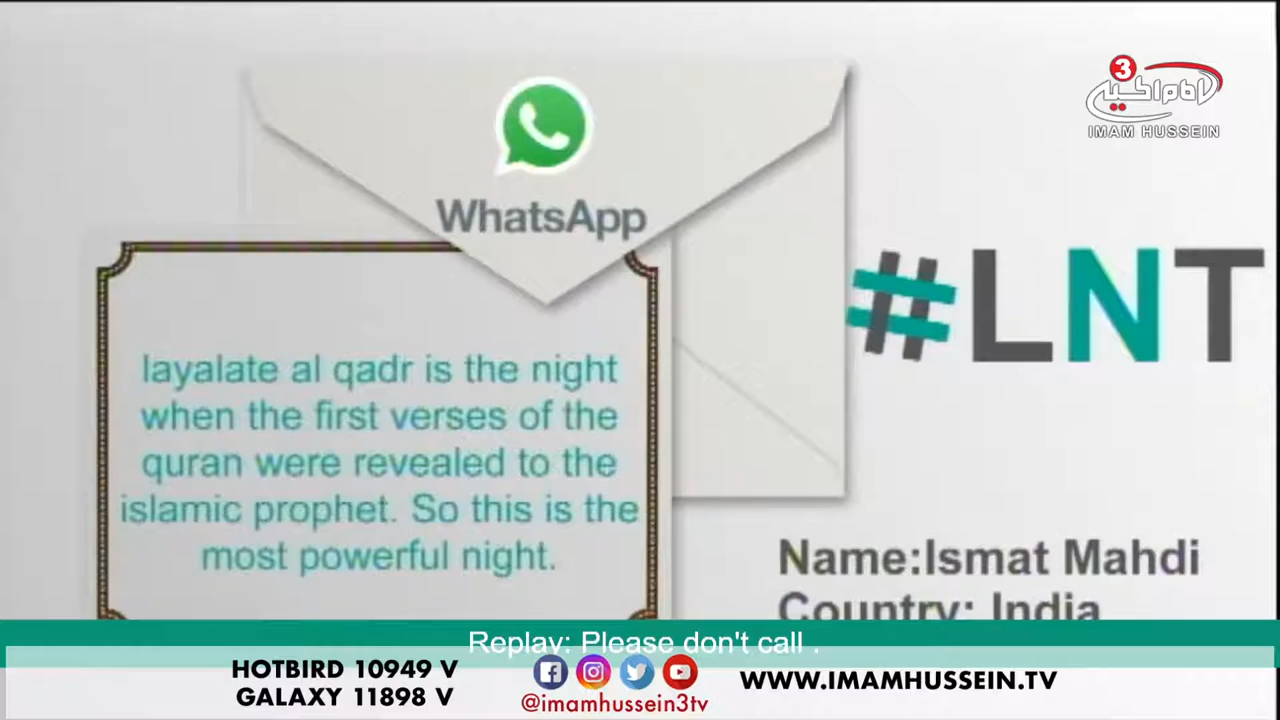 3
IMAM HUSSEIN
WhatsApp
#LNT
layalate al qadr is the night
when the first verses of the
quran were revealed to the
islamic prophet. So this is the
most powerful night.
Name:Ismat Mahdi
Country: India
Replay: Please don't call .
HOTBIRD 10949 V
GALAXY 11898 V
@imamhussein3tv
WWW.IMAMHUSSEIN.TV